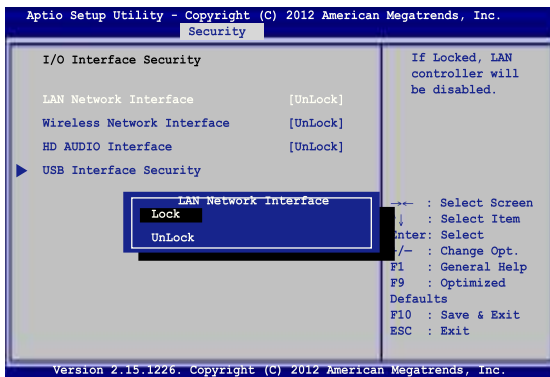 Aptio Setup Utility - Copyright (C) 2012 American Megatrends, Inc.
Security
I/O Interface Security
LAN Network Interface [UnLock]
Wireless Network Interface [UnLock]
HD AUDIO Interface [UnLock]
USB Interface Security
If Locked, LAN
controller will
be disabled.
LAN Network Interface
Lock
UnLock
→← : Select Screen
↓ : Select Item
Enter: Select
/— : Change Opt.
F1 : General Help
F9 : Optimized
Defaults
F10 : Save & Exit
ESC : Exit
Version 2.15.1226. Copyright (C) 2012 American Megatrends, Inc.